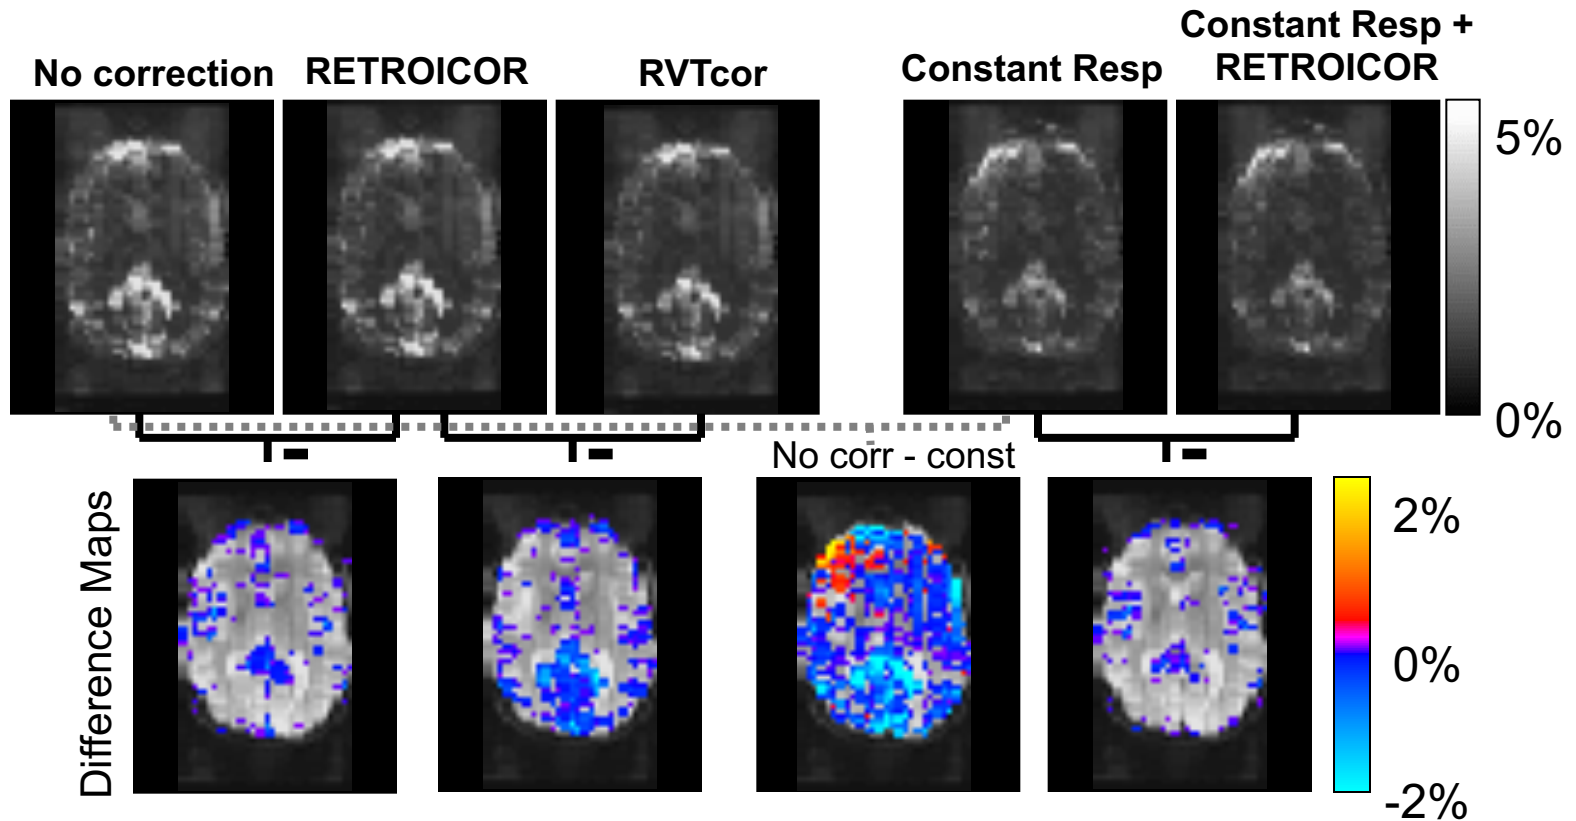 No correction
RETROICOR
RVTcor
Constant Resp
Constant Resp +
RETROICOR
5%
0%
No corr - const
Difference Maps
2%
0%
-2%